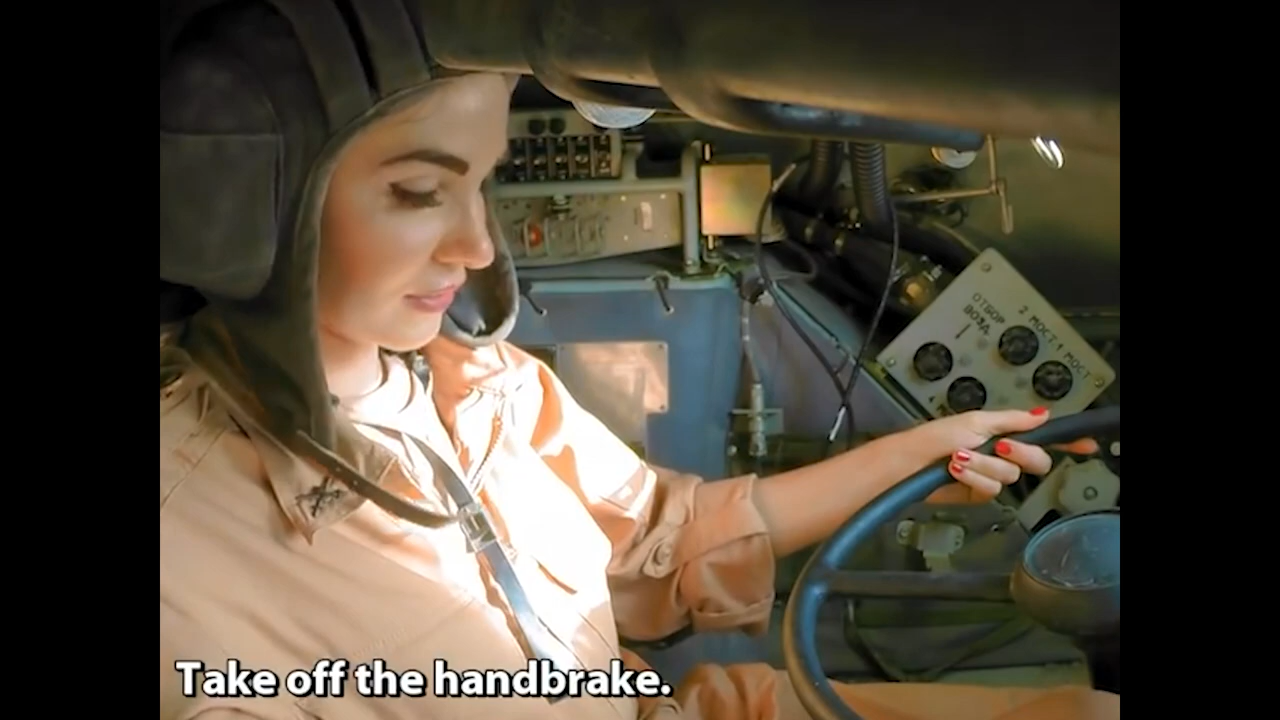 ОТБОР
ВОЗД.
2 МОСТ 1 МОСТ
Take off the handbrake.